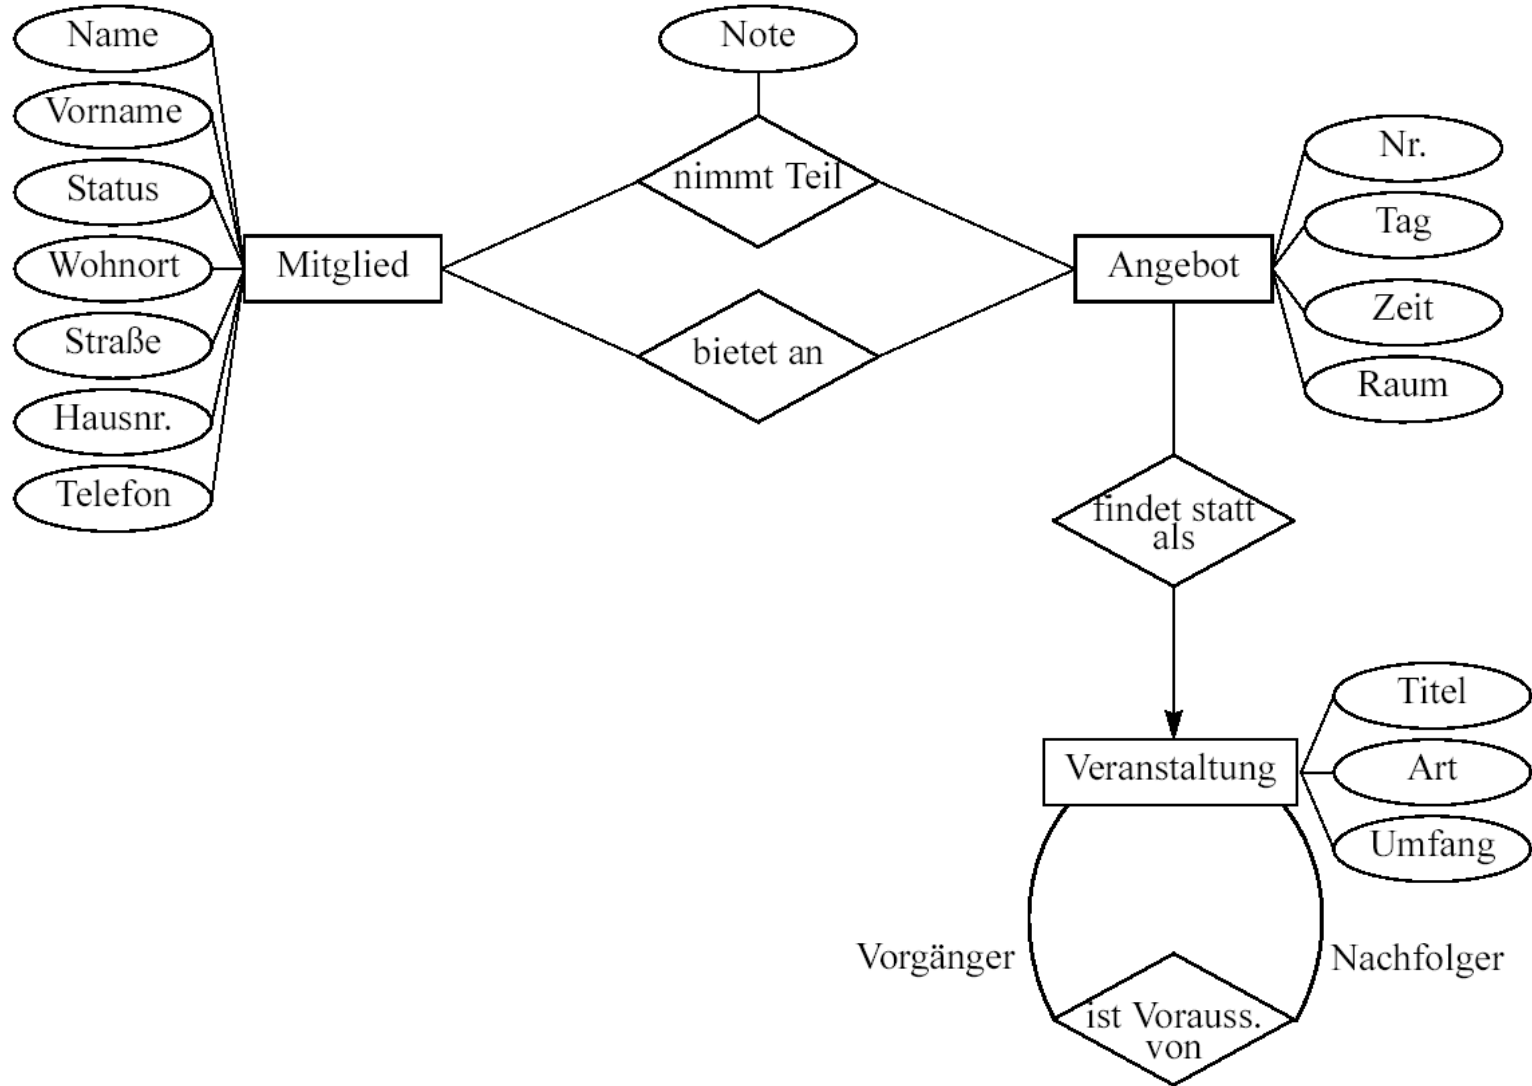 Name
Vorname
Status
Wohnort
Straße
Hausnr.
Telefon
Mitglied
Note
nimmt Teil
bietet an
Angebot
Nr.
Tag
Zeit
Raum
findet statt
als
Veranstaltung
Titel
Art
Umfang
Vorgänger
Nachfolger
ist Vorauss.
von